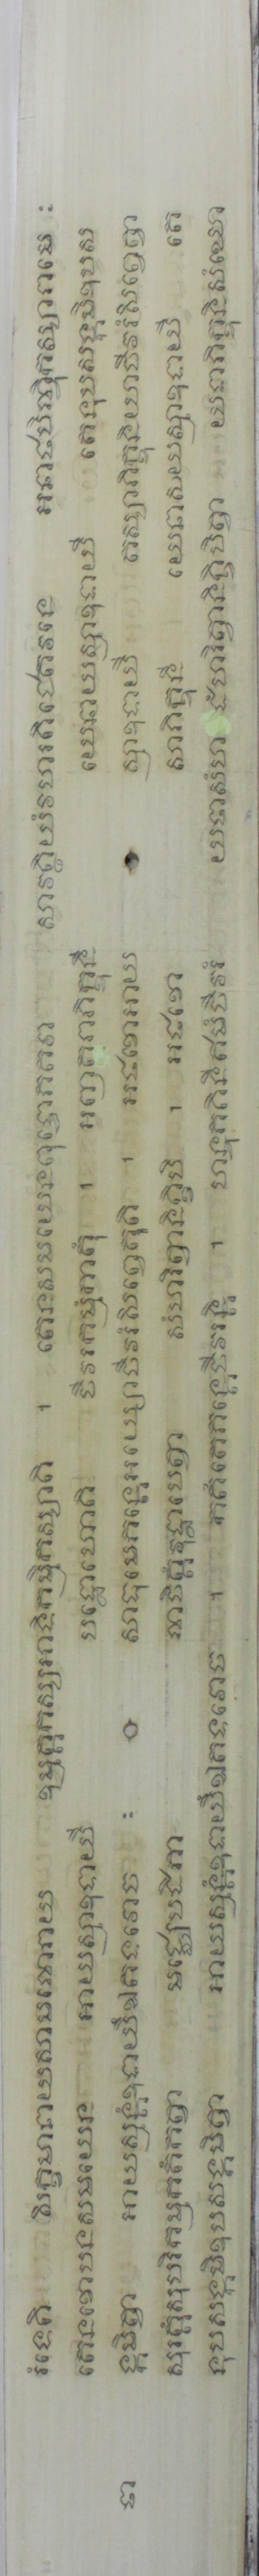 រំទេតិ សិក្ខមានាយសាមណេរាយ ឧម្មត្តកស្សអាទិកម្មិកស្សាតិ ។ តេនសមយេនពុទ្ធោភគវា សាវត្ថិយំវិហរតិជេតវនេ អនាថបិណ្ឌិកស្សារាមេ ៈ
តេនខោបនសមយេន អាយស្មាឧទាយី បដ្ឋោហោតិ ចីវរកម្មំកាតុំ ។ អញ្ញតរាភិក្ខុនី យេនាយស្មាឧទាយី តេនុបសង្កមិឧបស
ង្កមិត្វា អាយស្មន្តំឧទាយឹឯតទវោច ៈ សាធុមេភន្តេអយ្យោចីវរំសិព្វេតូតិ ។ អថខោអាយ ស្មាឧទាយី តស្សាភិក្ខុនិយាចីវរំសិព្វេត្វា
សុរត្តំសុបរិកម្មកតំកត្វា មជ្ឈេបដិភា ណចិត្តំវុដ្ឋាបេត្វា សំហរិត្វានិក្ខិបិ ។ អថខោ សាភិក្ខុនី យេនាសយស្មាឧទាយី តេ
នុបសង្កមិឧបសង្កមិត្វា អាយស្មន្តំឧទាយឹឯតទវោច ។ កតំតេភន្តេចីវរន្តិ ។ ហន្ទភគិនីឥមំចីវរំ យថាសំហ ដំហរិត្វានិក្ខិបិត្វា យទាភិក្ខុនិសំឃោ